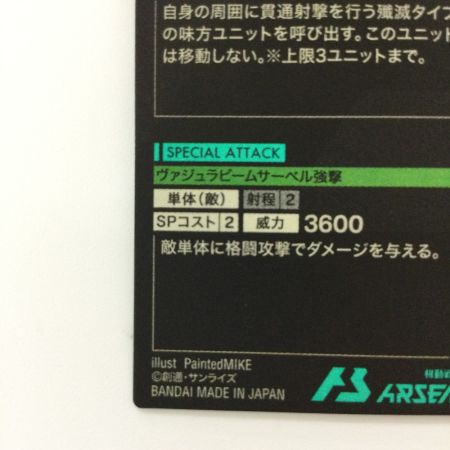 自身の周囲に貫通射撃を行う殲滅タイプ
の味方ユニットを呼び出す。このユニット
は移動しない。※上限3ユニットまで。
SPECIAL ATTACK
ヴァジュラビームサーベル強撃
単体(敵) 射程 2
SPコスト 2 威力 3600
敵単体に格闘攻撃でダメージを与える。
illust PaintedMIKE
©創通・サンライズ
BANDAI MADE IN JAPAN
機動戦
ARSE